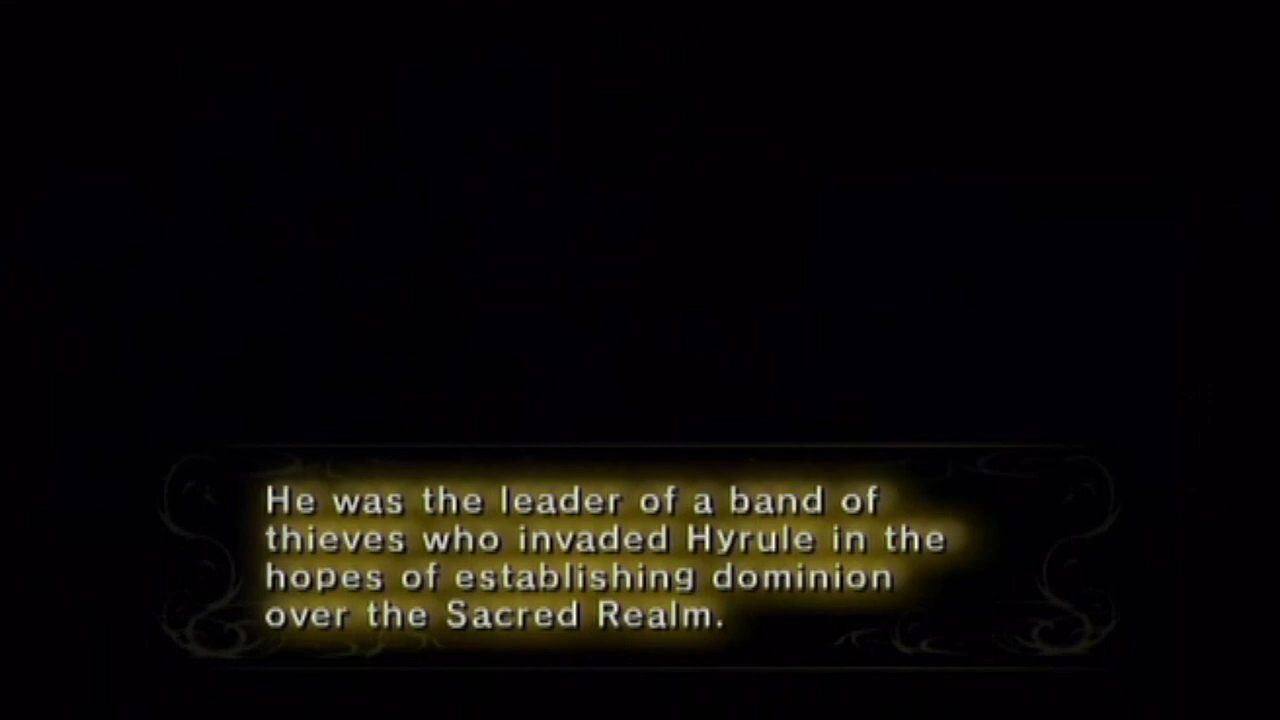 He was the leader of a band of
thieves who invaded Hyrule in the
hopes of establishing dominion
over the Sacred Realm.